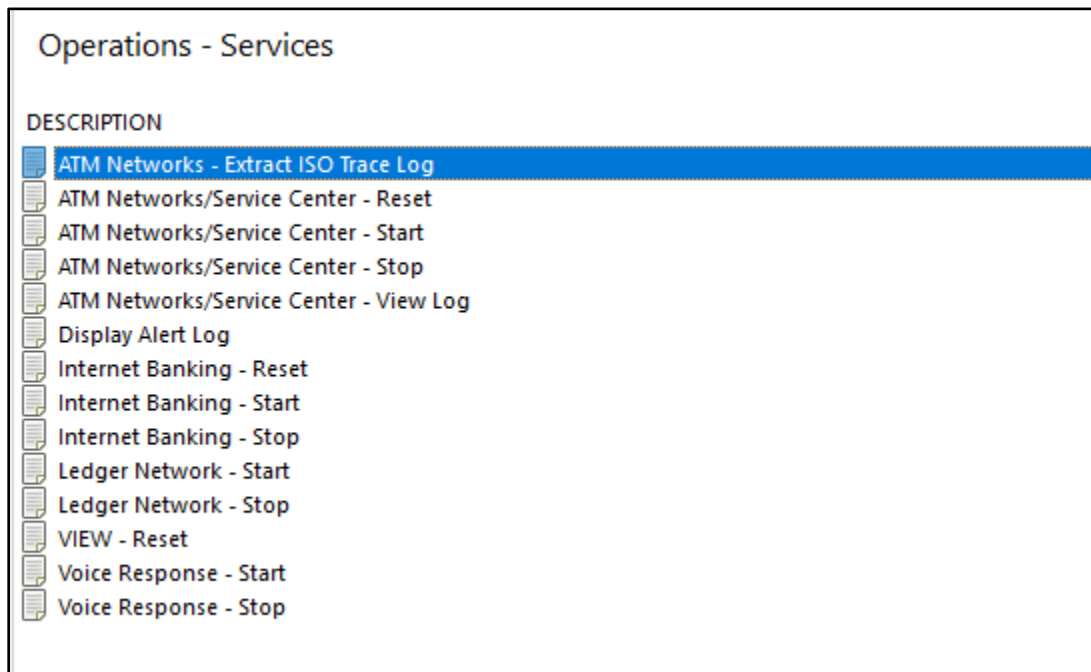 Operations - Services
DESCRIPTION
ATM Networks - Extract ISO Trace Log
ATM Networks/Service Center - Reset
ATM Networks/Service Center - Start
ATM Networks/Service Center - Stop
ATM Networks/Service Center - View Log
Display Alert Log
Internet Banking - Reset
Internet Banking - Start
Internet Banking - Stop
Ledger Network - Start
Ledger Network - Stop
VIEW - Reset
Voice Response - Start
Voice Response - Stop